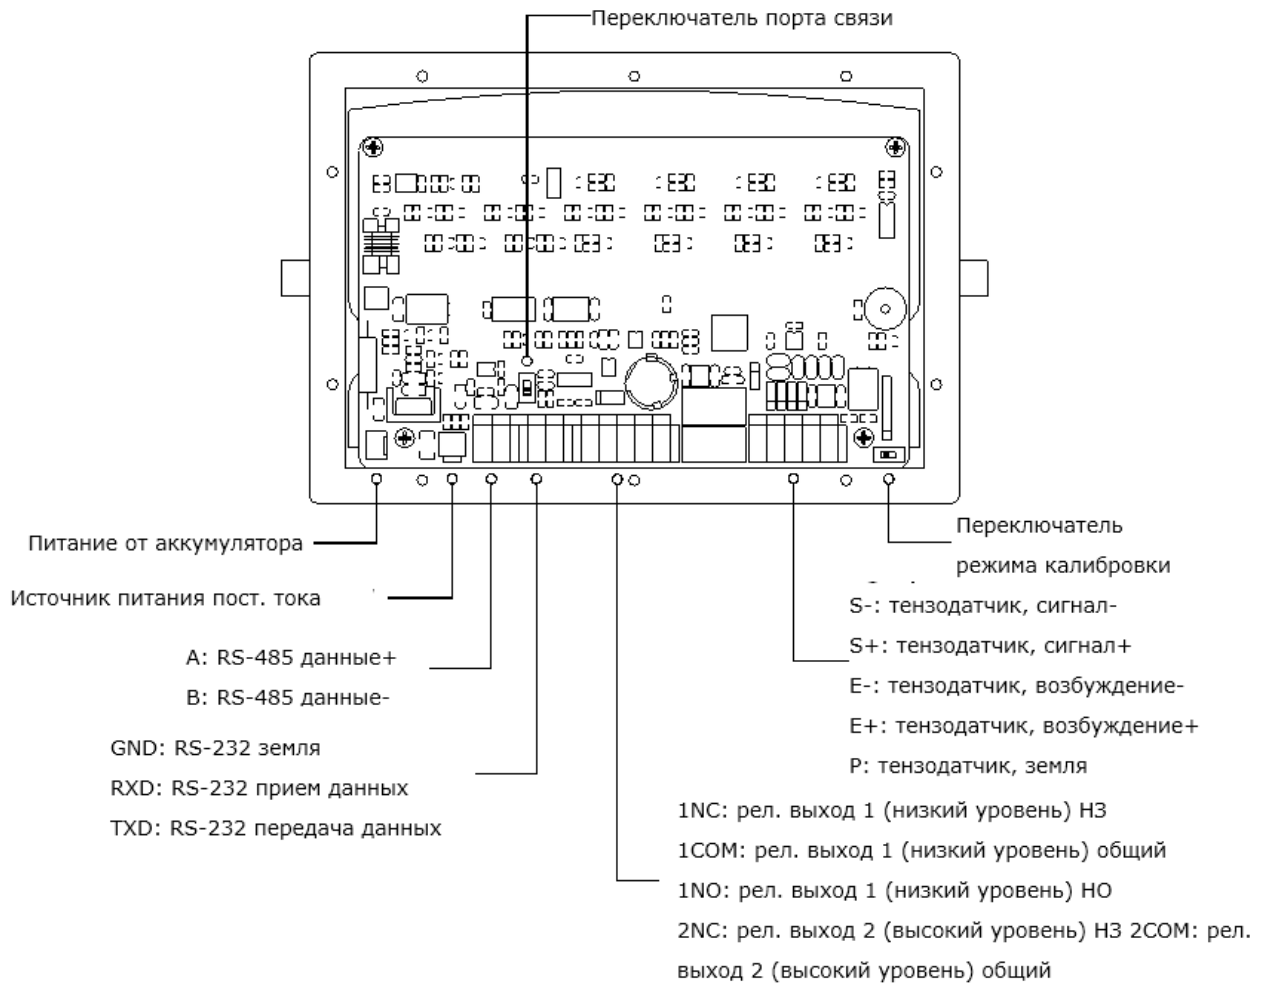 Переключатель порта связи
Питание от аккумулятора
Источник питания пост. тока
A: RS-485 данные+
B: RS-485 данные-
GND: RS-232 земля
RXD: RS-232 прием данных
TXD: RS-232 передача данных
Переключатель
режима калибровки
S-: тензодатчик, сигнал-
S+: тензодатчик, сигнал+
E-: тензодатчик, возбуждение-
E+: тензодатчик, возбуждение+
P: тензодатчик, земля
1NC: рел. выход 1 (низкий уровень) НЗ
1COM: рел. выход 1 (низкий уровень) общий
1NO: рел. выход 1 (низкий уровень) НО
2NC: рел. выход 2 (высокий уровень) НЗ 2COM: рел.
выход 2 (высокий уровень) общий